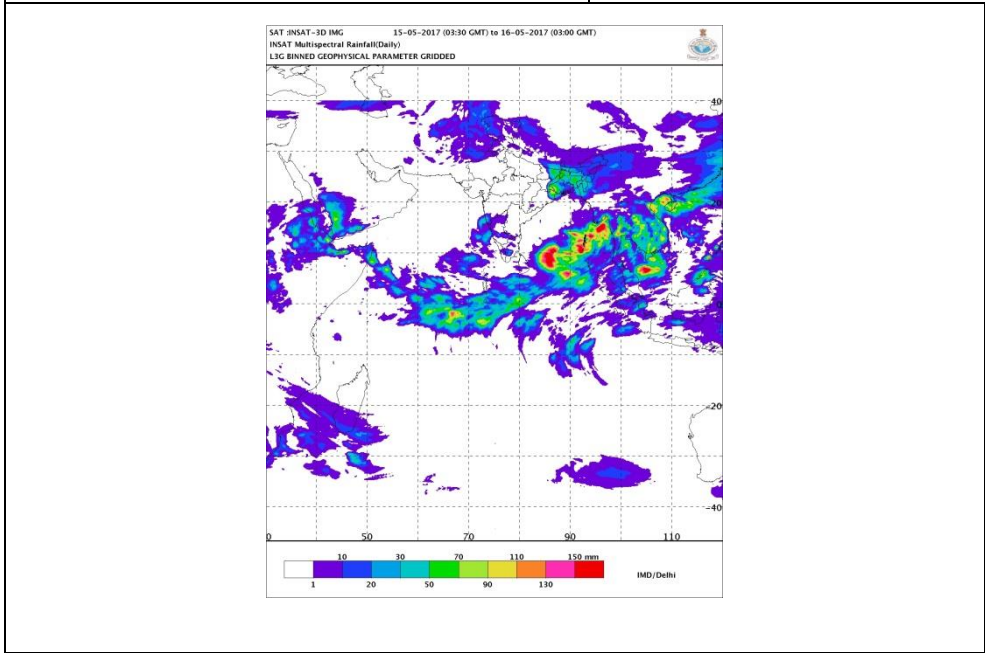 SAT :INSAT-3D IMG 15-05-2017 (03:30 GMT) to 16-05-2017 (03:00 GMT)
INSAT Multispectral Rainfall(Daily)
L3G BINNED GEOPHYSICAL PARAMETER GRIDDED
40
20
0
-20
-40
0 50 70 90 110
10 30 70 110 150 mm
1 20 50 90 130
IMD/Delhi